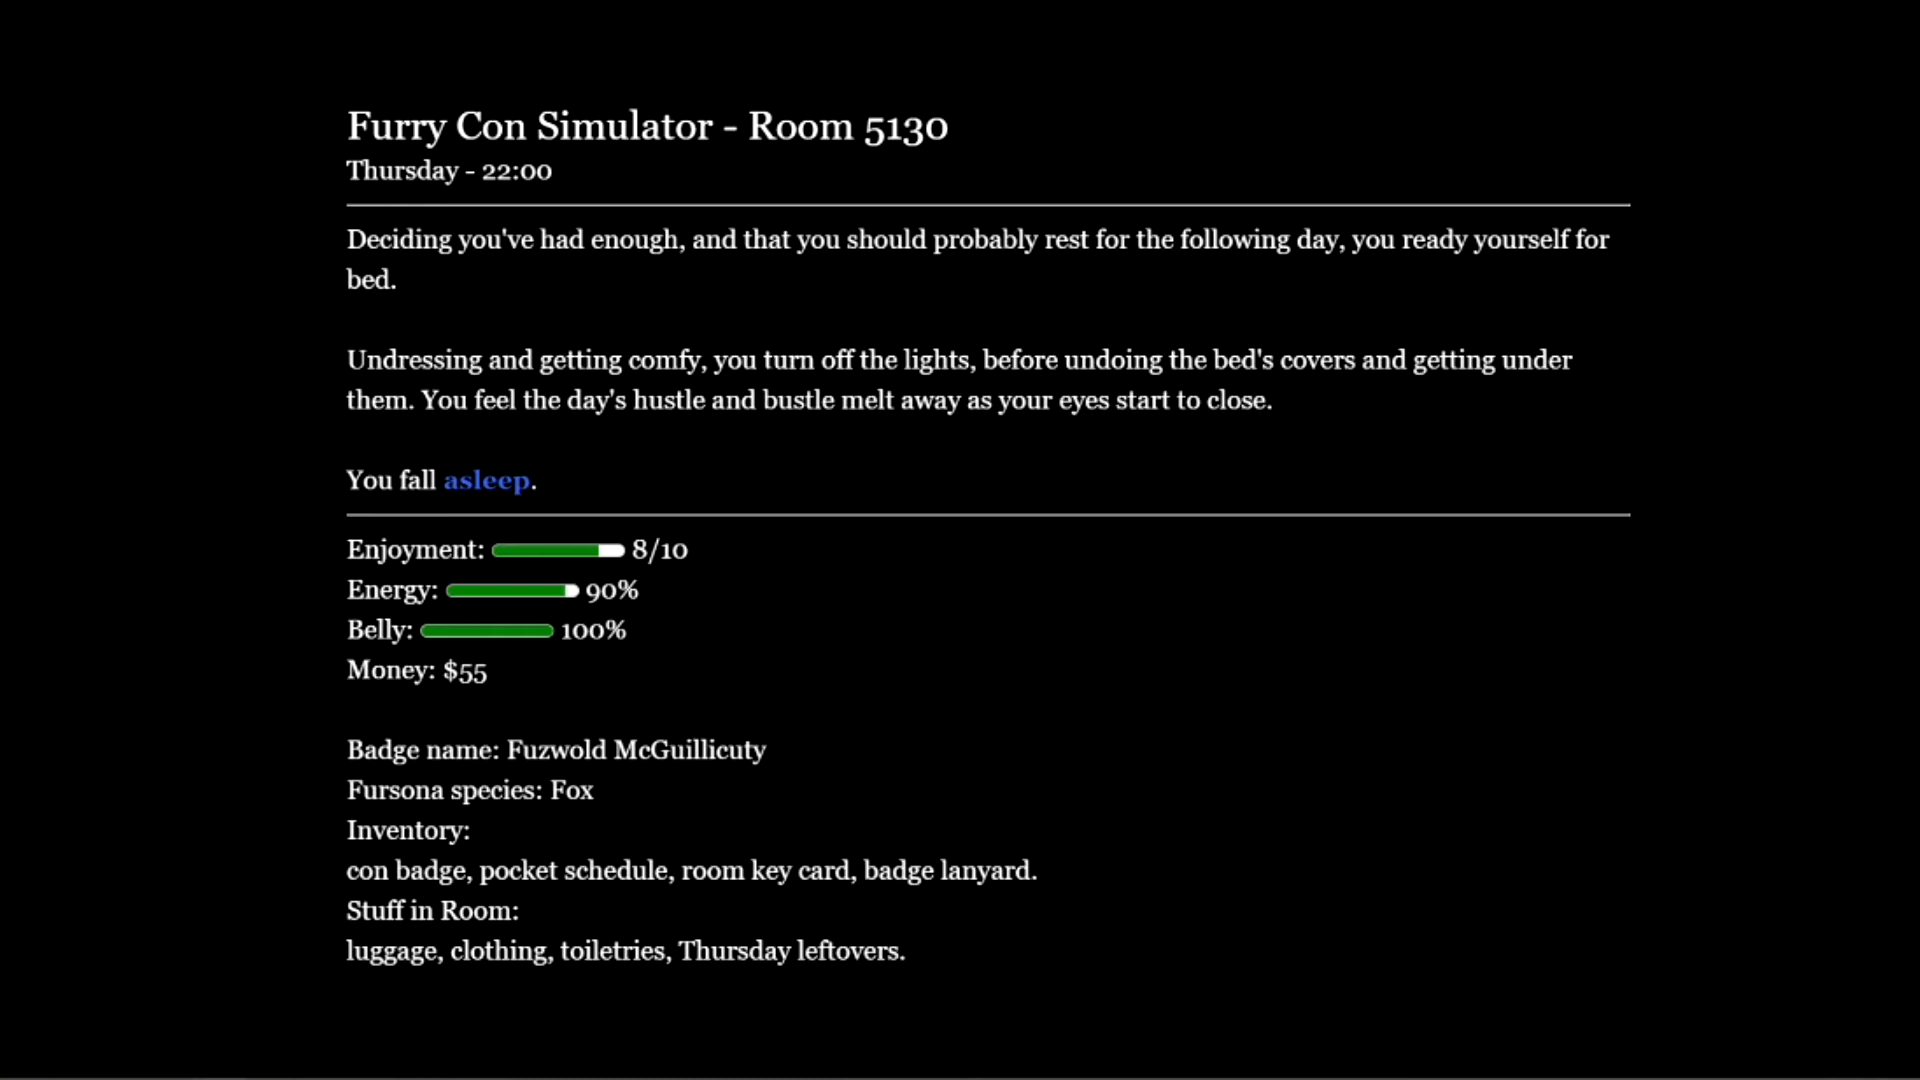 Furry Con Simulator - Room 5130
Thursday - 22:00
Deciding you've had enough, and that you should probably rest for the following day, you ready yourself for
bed.
Undressing and getting comfy, you turn off the lights, before undoing the bed's covers and getting under
them. You feel the day's hustle and bustle melt away as your eyes start to close.
You fall asleep.
Enjoyment: 8/10
Energy: 90%
Belly: 100%
Money: $55
Badge name: Fuzwold McGuillicuty
Fursona species: Fox
Inventory:
con badge, pocket schedule, room key card, badge lanyard.
Stuff in Room:
luggage, clothing, toiletries, Thursday leftovers.